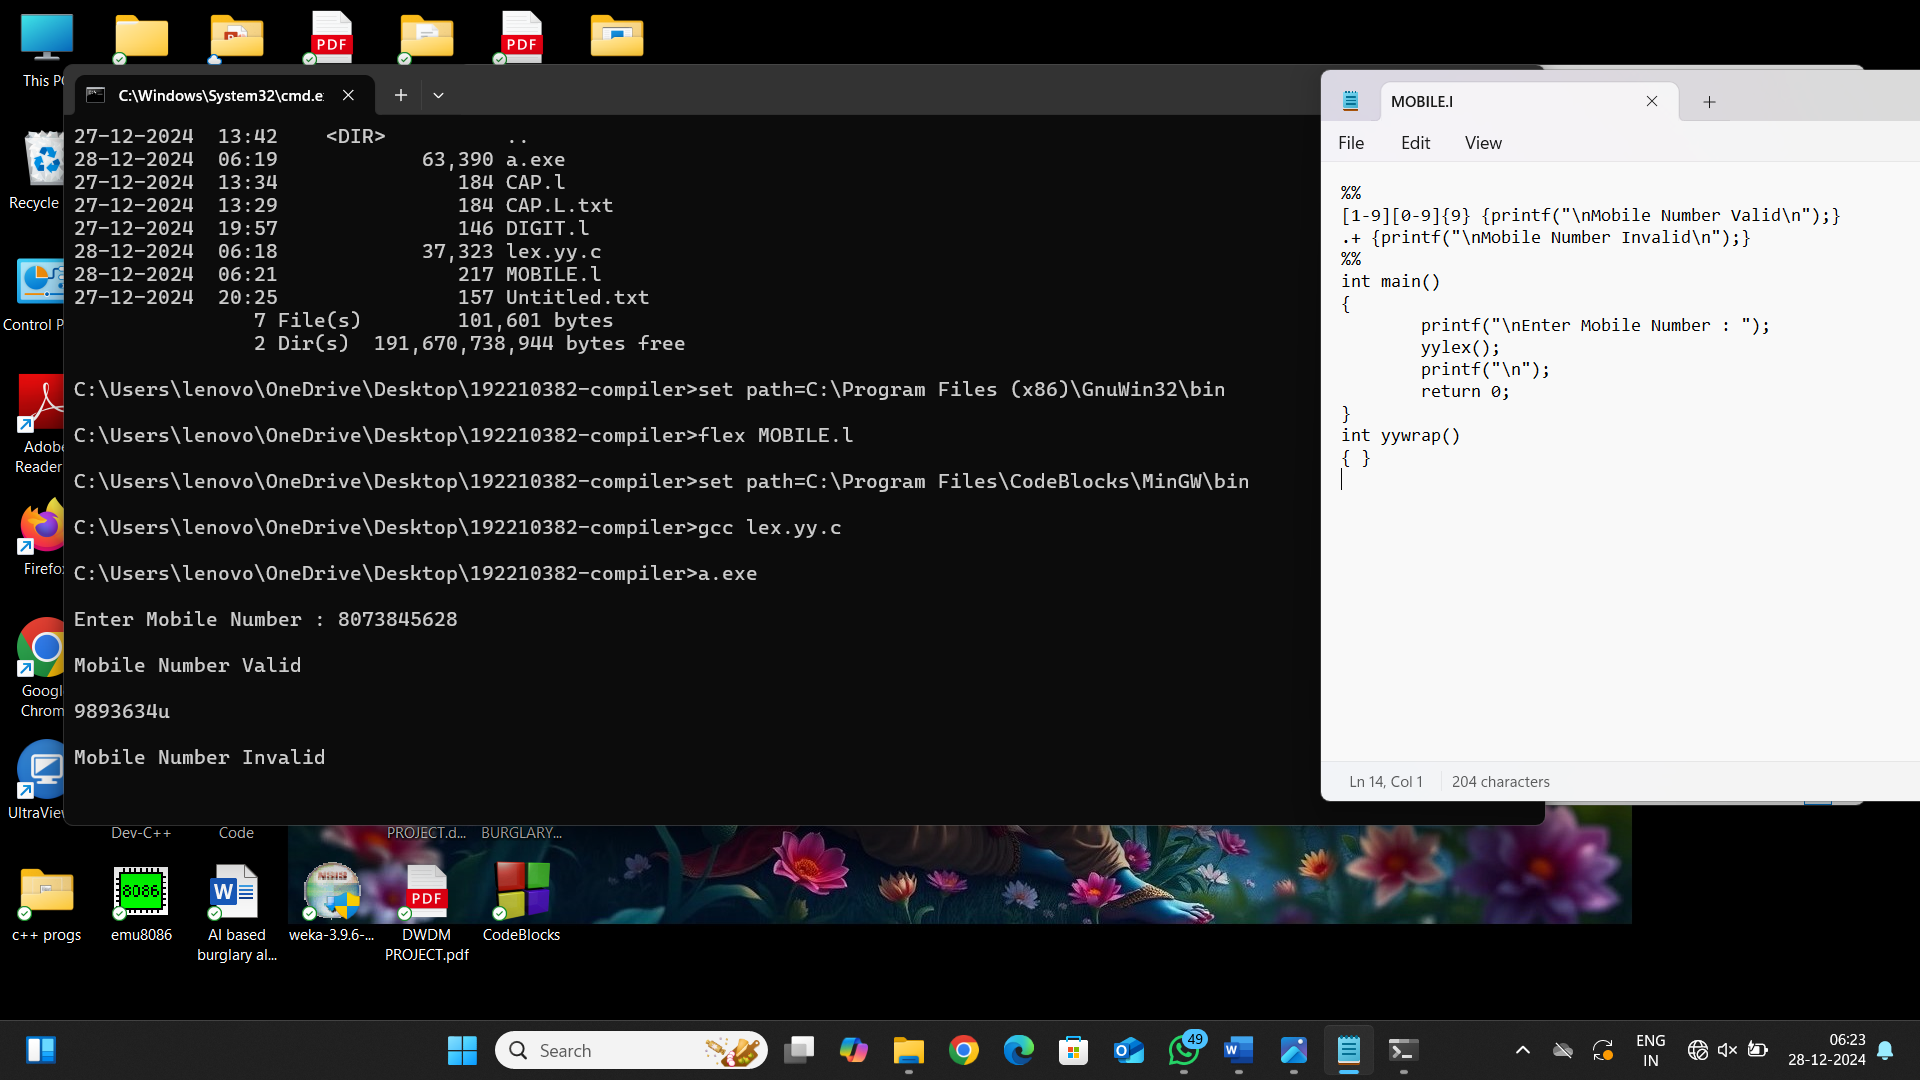 PDF
PDF
This PC
C:\Windows\System32\cmd.e
27-12-2024  13:42    <DIR>          ..
28-12-2024  06:19            63,390 a.exe
27-12-2024  13:34               184 CAP.l
27-12-2024  13:29               184 CAP.L.txt
27-12-2024  19:57               146 DIGIT.l
28-12-2024  06:18            37,323 lex.yy.c
28-12-2024  06:21               217 MOBILE.l
27-12-2024  20:25               157 Untitled.txt
7 File(s)        101,601 bytes
2 Dir(s)  191,670,738,944 bytes free
C:\Users\lenovo\OneDrive\Desktop\192210382-compiler>set path=C:\Program Files (x86)\GnuWin32\bin
C:\Users\lenovo\OneDrive\Desktop\192210382-compiler>flex MOBILE.l
C:\Users\lenovo\OneDrive\Desktop\192210382-compiler>set path=C:\Program Files\CodeBlocks\MinGW\bin
C:\Users\lenovo\OneDrive\Desktop\192210382-compiler>gcc lex.yy.c
C:\Users\lenovo\OneDrive\Desktop\192210382-compiler>a.exe
Enter Mobile Number : 8073845628
Mobile Number Valid
9893634u
Mobile Number Invalid
MOBILE.l
File Edit View
%%
[1-9][0-9]{9} {printf("\nMobile Number Valid\n");}
.+ {printf("\nMobile Number Invalid\n");}
%%
int main()
{
printf("\nEnter Mobile Number : ");
yylex();
printf("\n");
return 0;
}
int yywrap()
{ }
Ln 14, Col 1 204 characters
Recycle
Control P
Adobe
Reader
Firefox
Googl
Chrom
UltraView
Dev-C++
Code
PROJECT.d...
BURGLARY...
8086
PDF
c++ progs
emu8086
AI based
burglary al...
weka-3.9.6-...
DWDM
PROJECT.pdf
CodeBlocks
Search
49
ENG
IN
06:23
28-12-2024